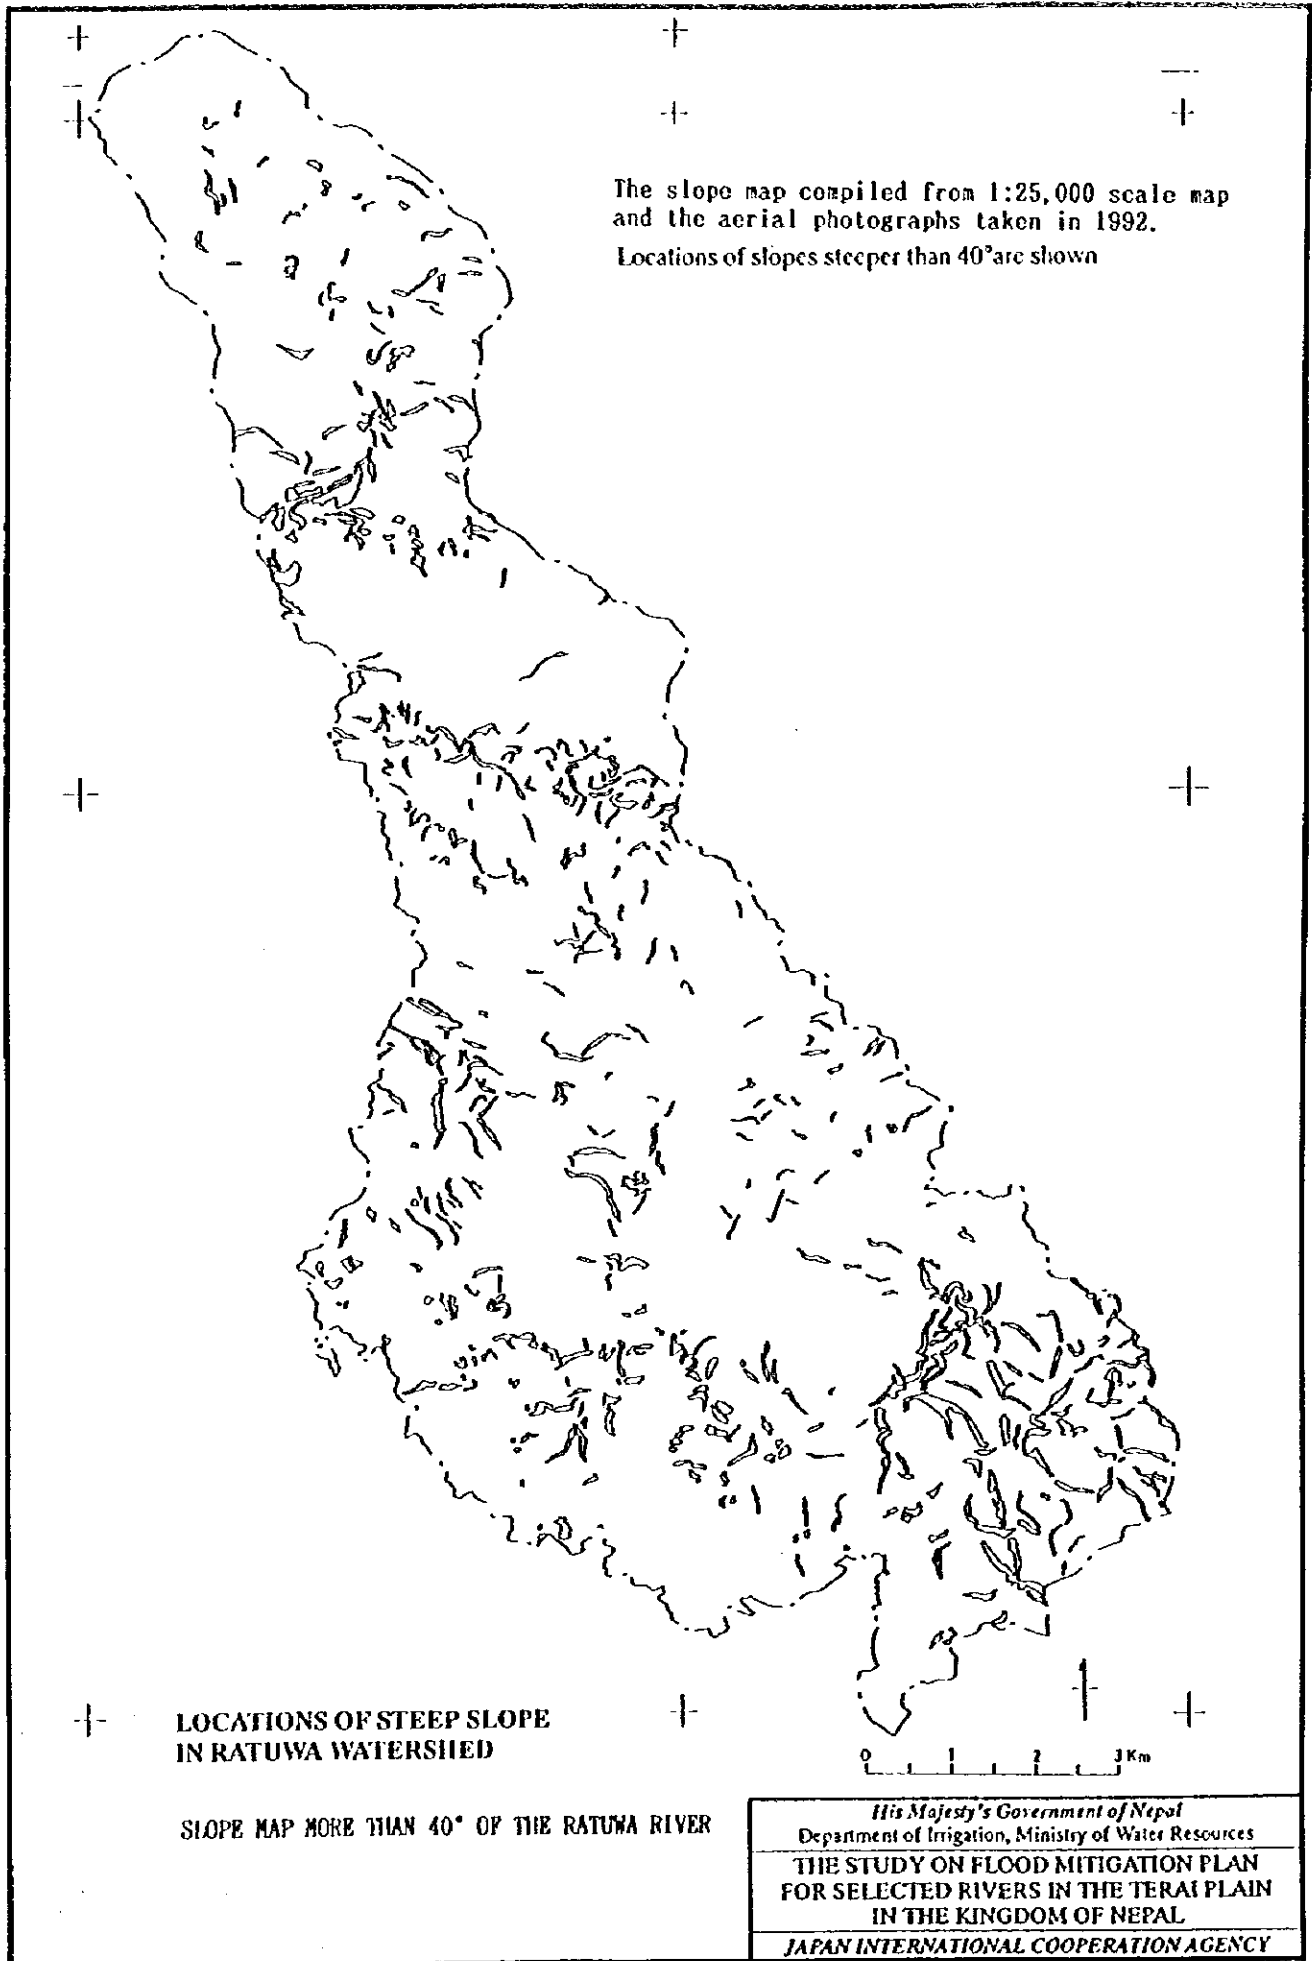 The slope map compiled from 1:25,000 scale map
and the aerial photographs taken in 1992.
Locations of slopes steeper than 40° are shown
LOCATIONS OF STEEP SLOPE
IN RATUWA WATERSHED
0 1 2 3 Km
SLOPE MAP MORE THAN 40° OF THE RATUWA RIVER
His Majesty's Government of Nepal
Department of Irrigation, Ministry of Water Resources
THE STUDY ON FLOOD MITIGATION PLAN
FOR SELECTED RIVERS IN THE TERAI PLAIN
IN THE KINGDOM OF NEPAL
JAPAN INTERNATIONAL COOPERATION AGENCY